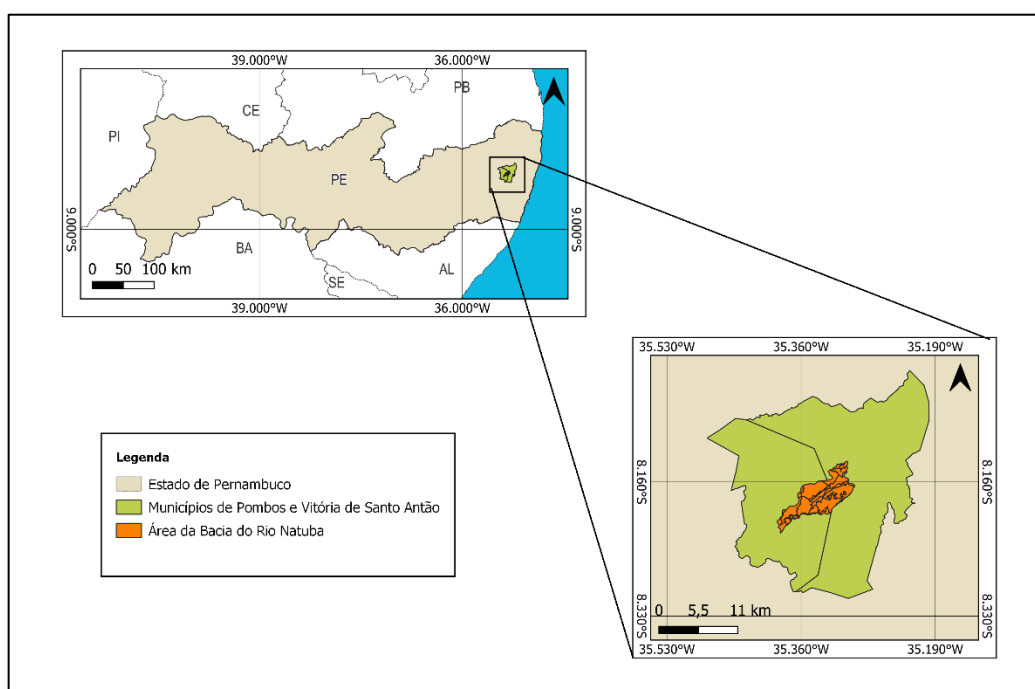 39.000°W 36.000°W
PB
CE
PI
PE
9.000°S 9.000°S
BA
AL
SE
0 50 100 km
39.000°W 36.000°W
35.530°W 35.360°W 35.190°W
8.160°S 8.160°S
0 5,5 11 km
8.330°S 8.330°S
35.530°W 35.360°W 35.190°W
Legenda
Estado de Pernambuco
Municípios de Pombos e Vitória de Santo Antão
Área da Bacia do Rio Natuba